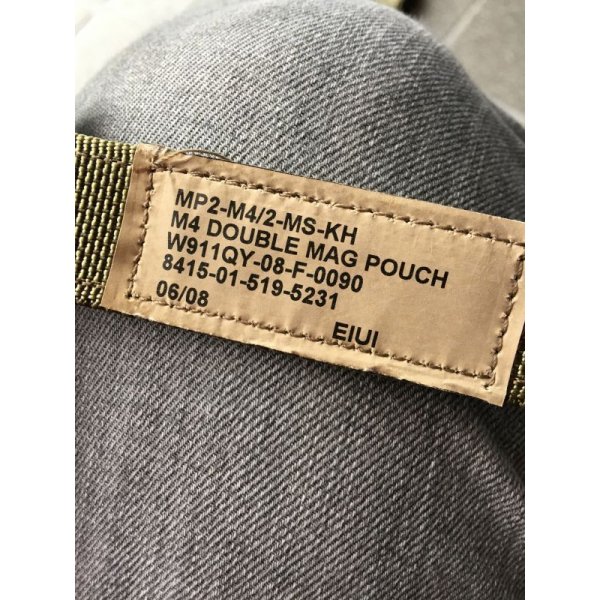 MP2-M4/2-MS-KH
M4 DOUBLE MAG POUCH
W911QY-08-F-0090
8415-01-519-5231
06/08
EIUI